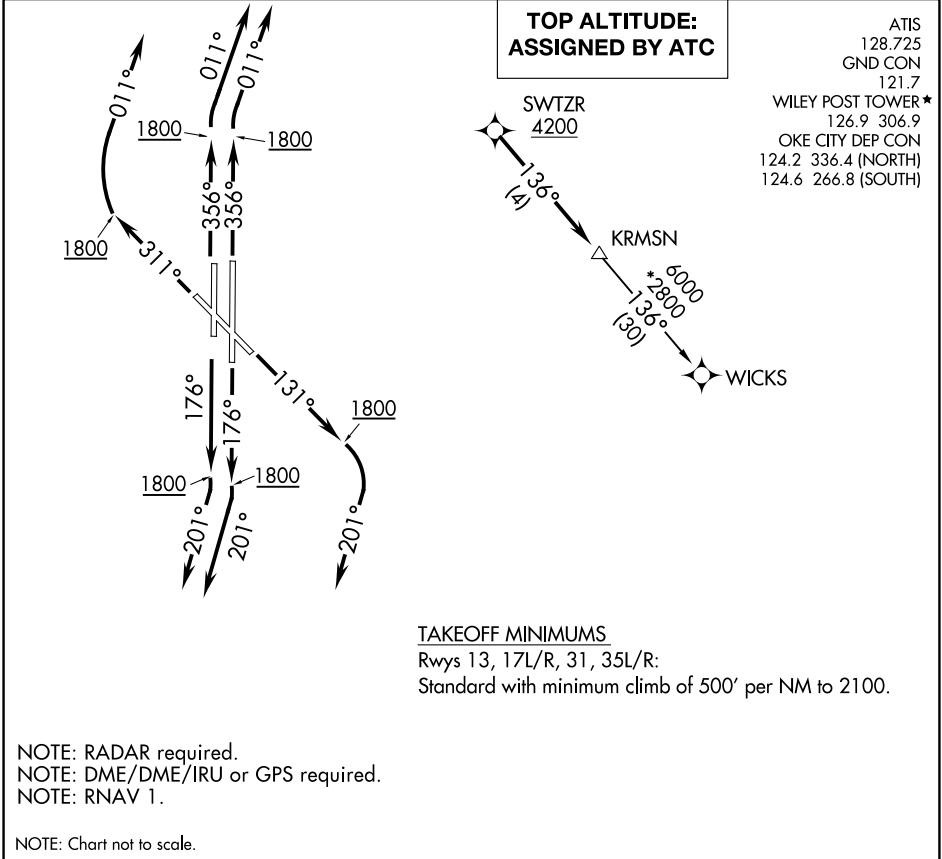 TOP ALTITUDE:
ASSIGNED BY ATC
ATIS
128.725
GND CON
121.7
WILEY POST TOWER★
126.9 306.9
OKE CITY DEP CON
124.2 336.4 (NORTH)
124.6 266.8 (SOUTH)
011°
011°
011°
1800
1800
356°
356°
1800
311°
131°
176°
176°
1800
1800
1800
201°
201°
201°
SWTZR
4200
136°
(4)
KRMSN
6000
*2800
136°
(30)
WICKS
TAKEOFF MINIMUMS
Rwys 13, 17L/R, 31, 35L/R:
Standard with minimum climb of 500' per NM to 2100.
NOTE: RADAR required.
NOTE: DME/DME/IRU or GPS required.
NOTE: RNAV 1.
NOTE: Chart not to scale.